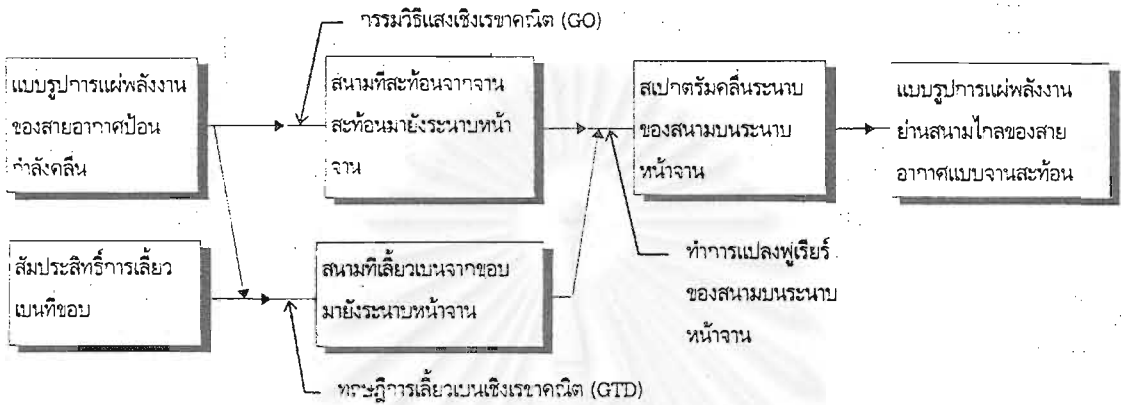 กรรมวิธีแสงเชิงเรขาคณิต (GO)
แบบรูปการแผ่พลังงาน
ของสายอากาศป้อน
กำลังคลื่น
สนามที่สะท้อนจากจาน
สะท้อนมายังระนาบหน้า
จาน
สเปกตรัมคลื่นระนาบ
ของสนามบนระนาบ
หน้าจาน
แบบรูปการแผ่พลังงาน
ย่านสนามไกลของสาย
อากาศแบบจานสะท้อน
สัมประสิทธิ์การเลี้ยว
เบนที่ขอบ
สนามที่เลี้ยวเบนจากขอบ
มายังระนาบหน้าจาน
ทำการแปลงฟูเรียร์
ของสนามบนระนาบ
หน้าจาน
ทฤษฎีการเลี้ยวเบนเชิงเรขาคณิต (GTD)